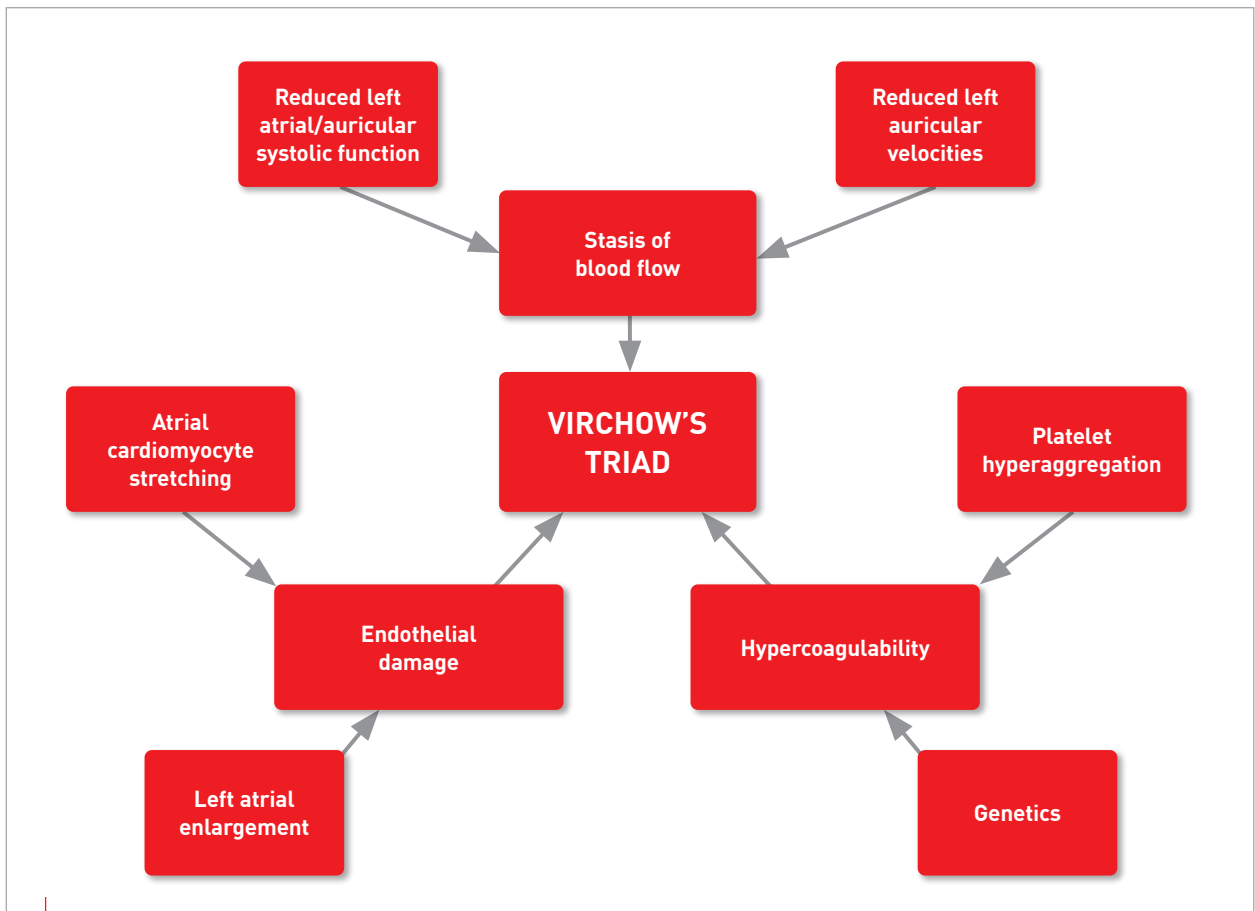 Reduced left
atrial/auricular
systolic function
Reduced left
auricular
velocities
Stasis of
blood flow
VIRCHOW'S
TRIAD
Atrial
cardiomyocyte
stretching
Platelet
hyperaggregation
Endothelial
damage
Hypercoagulability
Left atrial
enlargement
Genetics